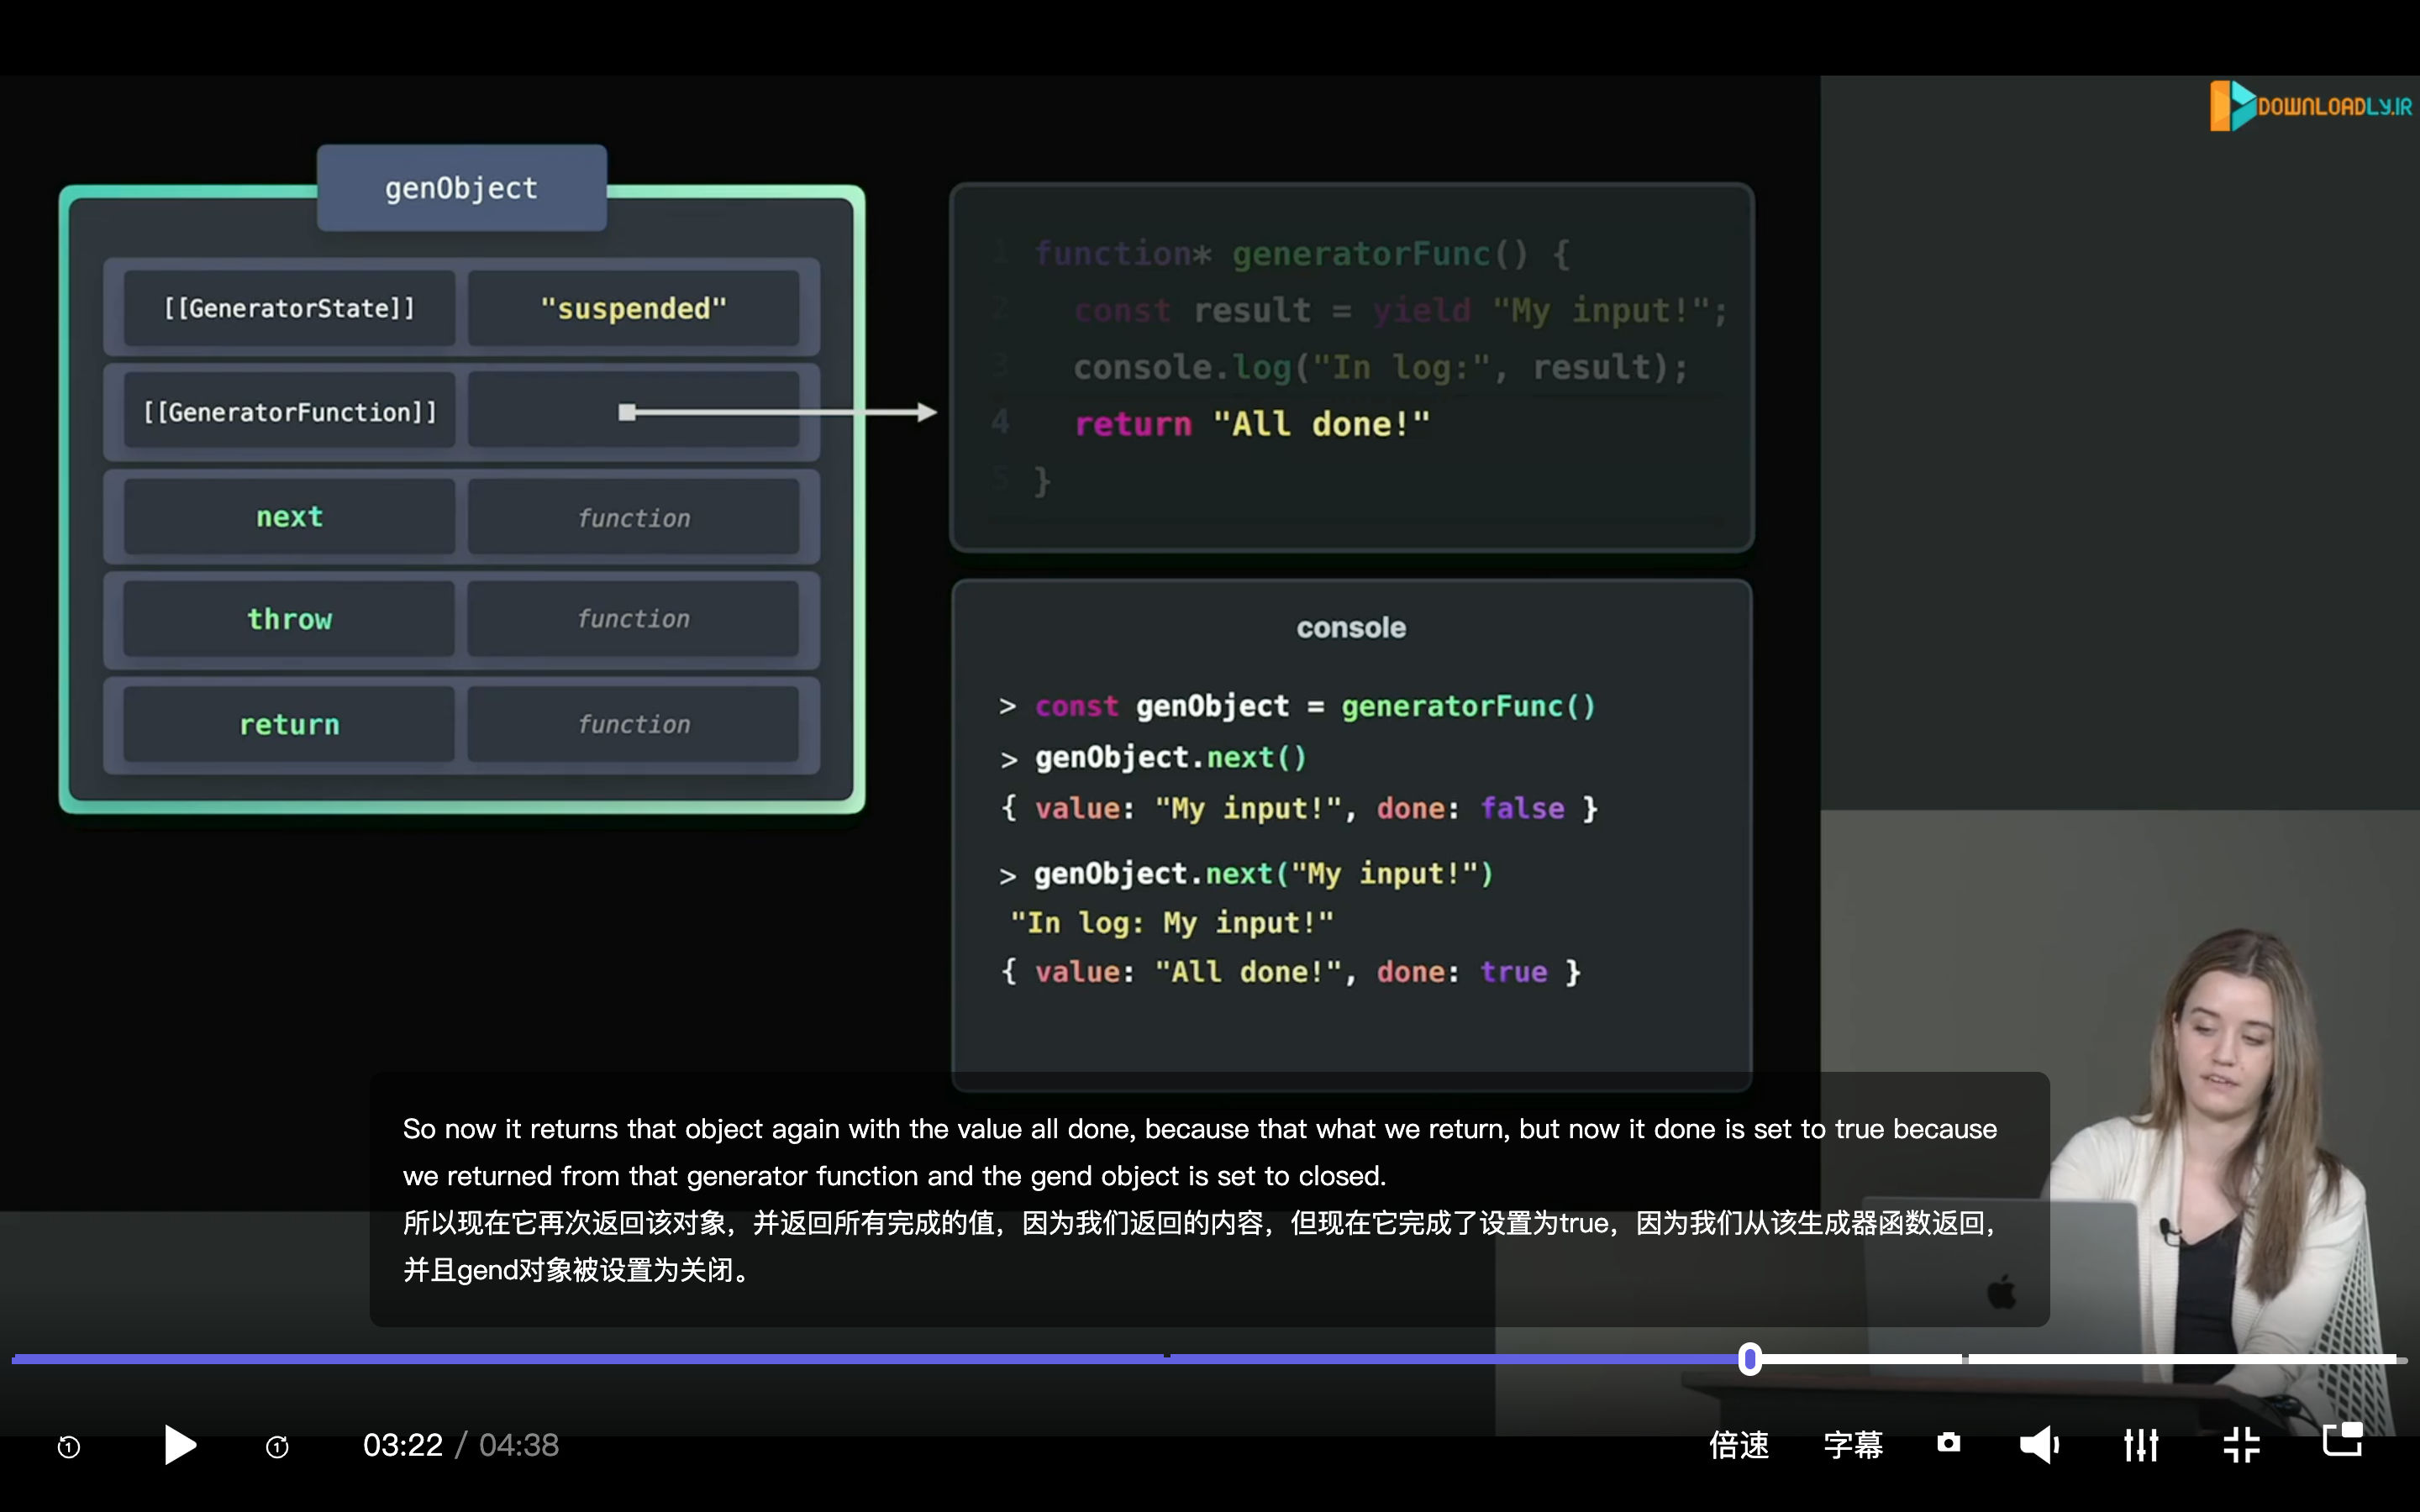 DOWNLOADLY.IR
genObject
[[GeneratorState]] "suspended"
[[GeneratorFunction]]
next function
throw function
return function
1 function* generatorFunc() {
2 const result = yield "My input!";
3 console.log("In log:", result);
4 return "All done!"
5 }
console
> const genObject = generatorFunc()
> genObject.next()
{ value: "My input!", done: false }
> genObject.next("My input!")
"In log: My input!"
{ value: "All done!", done: true }
So now it returns that object again with the value all done, because that what we return, but now it done is set to true because
we returned from that generator function and the gend object is set to closed.
所以现在它再次返回该对象，并返回所有完成的值，因为我们返回的内容，但现在它完成了设置为true，因为我们从该生成器函数返回，
并且gend对象被设置为关闭。
1
1
03:22 / 04:38
倍速
字幕